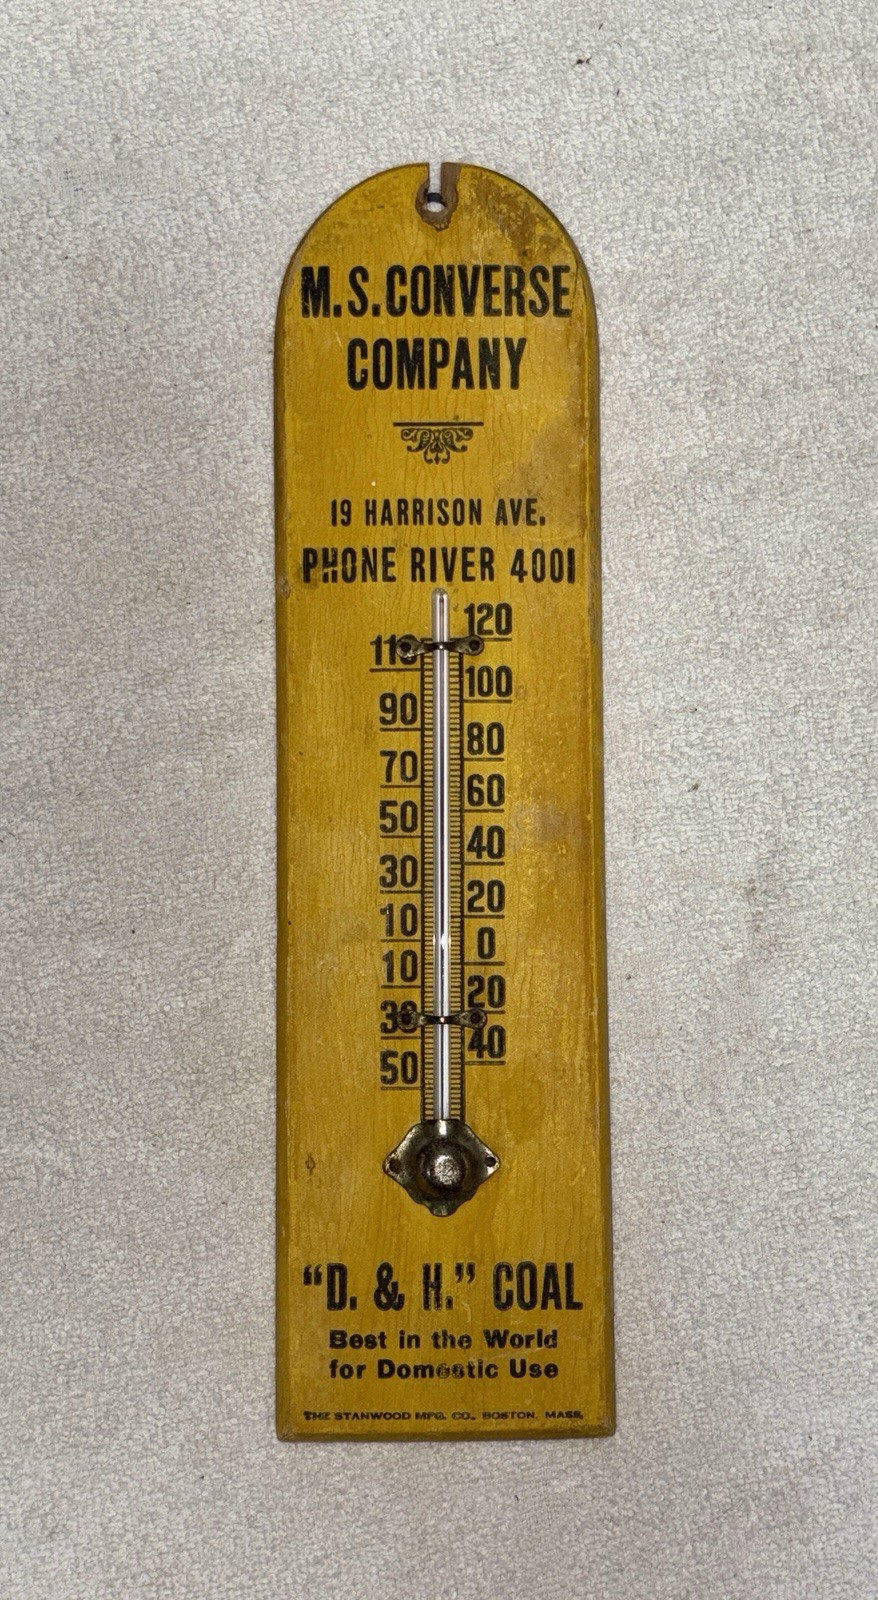 M.S.CONVERSE
COMPANY
19 HARRISON AVE.
PHONE RIVER 4001
120
110
100
90
80
70
60
50
40
30
20
10
0
10
20
30
40
50
"D. & H." COAL
Best in the World
for Domestic Use
THE STANWOOD MFG. CO., BOSTON, MASS.